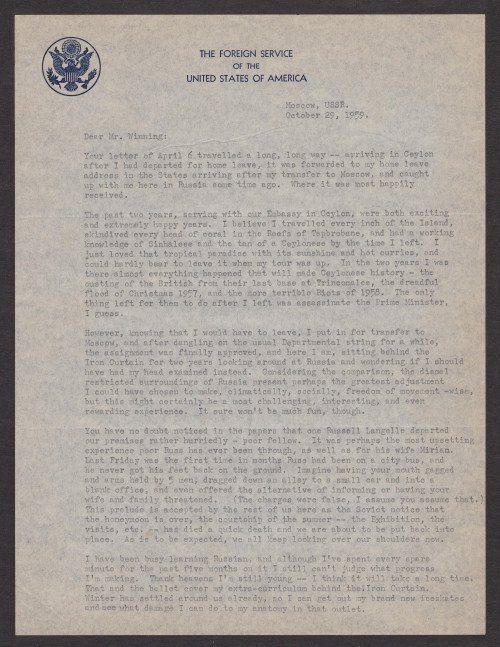 THE FOREIGN SERVICE
OF THE
UNITED STATES OF AMERICA
Moscow, USSR.
October 29, 1959.
Dear Mr. Winning:
Your letter of April 6 travelled a long, long way -- arriving in Ceylon
after I had departed for home leave, it was forwarded to my home leave
address in the States arriving after my transfer to Moscow, and caught
up with me here in Russia some time ago. Where it was most happily
received.
The past two years, serving with our Embassy in Ceylon, were both exciting
and extremely happy years. I believe I travelled every inch of the Island,
skindived every head of coral in the Reefs of Taprobane, and had a working
knowledge of Sinhalese and the tan of a Ceylonese by the time I left. I
just loved that tropical paradise with its sunshine and hot curries, and
could hardly bear to leave it when my tour was up. In the two years I was
there almost everything happened that will make Ceylonese history - the
ousting of the British from their last base at Trincomalee, the dreadful
flood of Christmas 1957, and the more terrible Riots of 1958. The only
thing left for them to do after I left was assassinate the Prime Minister,
I guess.
However, knowing that I would have to leave, I put in for transfer to
Moscow, and after dangling on the usual Departmental string for a while,
the assignment was finally approved, and here I am, sitting behind the
Iron Curtain for two years looking around at Russia and wondering if I should
have had my head examined instead. Considering the comparison, the dismal
restricted surroundings of Russia present perhaps the greatest adjustment
I could have chosen to make, climatically, socially, freedom of movement -wise,
but this might certainly be a most challenging, interesting, and even
rewarding experience. It sure won't be much fun, though.
You have no doubt noticed in the papers that one Russell Langelle departed
our premises rather hurriedly - poor fellow. It was perhaps the most upsetting
experience poor Russ has ever been through, as well as for his wife Miriam.
Last Friday was the first time in months Russ had been on a city bus, and
he never got his feet back on the ground. Imagine having your mouth gagged
and arms held by 5 men; dragged down an alley to a small car and into a
blank office, and even offered the alternative of informing or having your
wife and family threatened. (The charges were false, I assume you assume that.)
This prelude is accepted by the rest of us here as the Soviet notice that
the honeymoon is over, the courtship of the summer -- the Exhibition, the
visits, etc. -- has died a quick death and we are about to be put back into
place. As is to be expected, we all keep looking over our shoulders now.
I have been busy learning Russian, and although I've spent every spare
minute for the past five months on it I still can't judge what progress
I'm making. Thank heavens I'm still young -- I think it will take a long time.
That and the ballet cover my extra-curriculum behind the Iron Curtain.
Winter has settled around us already, so I can get out my brand new iceskates
and see what damage I can do to my anatomy in that outlet.